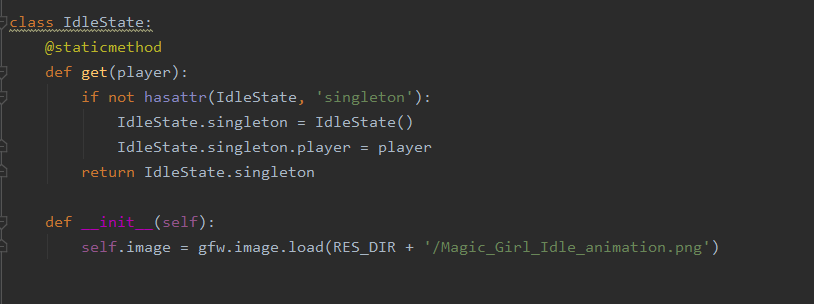 class IdleState:
    @staticmethod
    def get(player):
        if not hasattr(IdleState, 'singleton'):
            IdleState.singleton = IdleState()
            IdleState.singleton.player = player
        return IdleState.singleton

    def __init__(self):
        self.image = gfw.image.load(RES_DIR + '/Magic_Girl_Idle_animation.png')